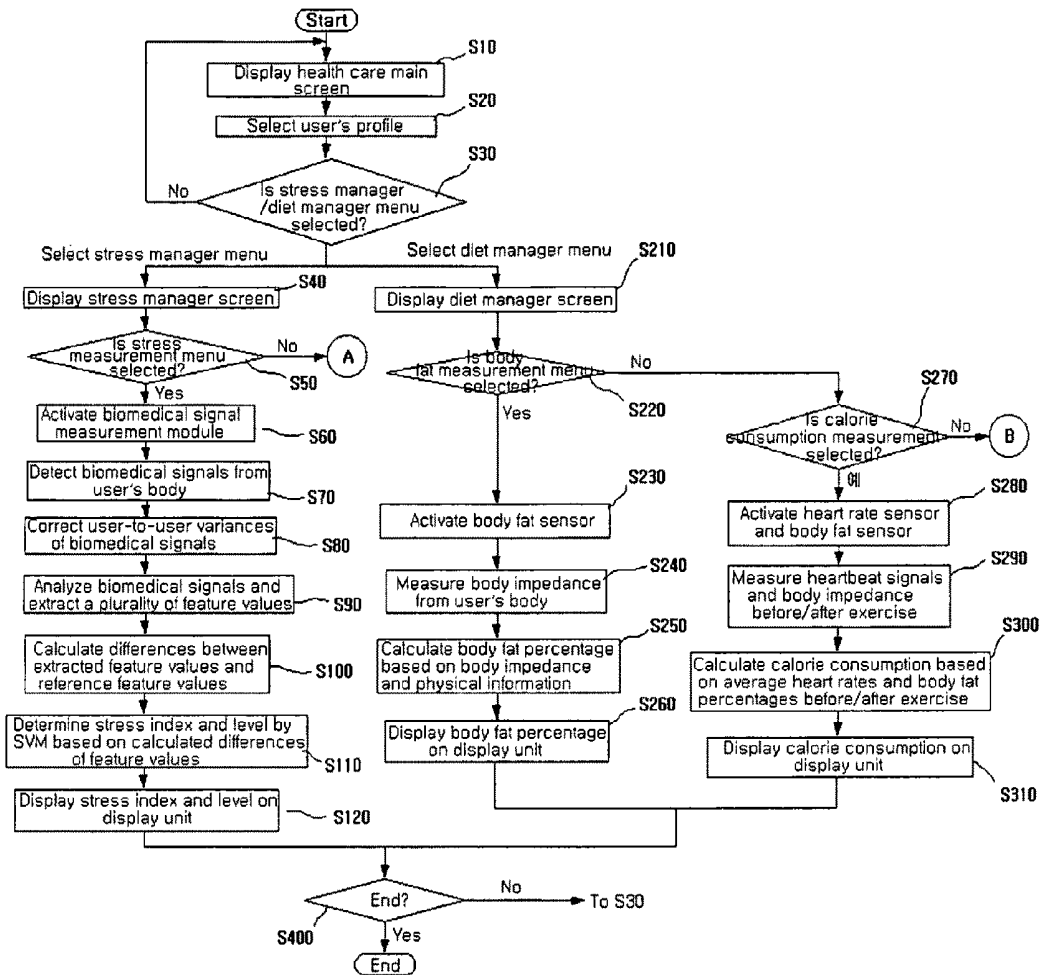 Start
S10
Display health care main
screen
S20
Select user's profile
S30
No
Is stress manager
/diet manager menu
selected?
Select stress manager menu
Select diet manager menu
S210
S40
Display stress manager screen
Display diet manager screen
Is stress
measurement menu
selected?
No
A
S50
Yes
Is body
fat measurement menu
selected?
No
S220
Yes
S270
Is calorie
consumption measurement
selected?
No
B
예
Activate biomedical signal
measurement module
S60
Detect biomedical signals from
user's body
S70
Correct user-to-user variances
of biomedical signals
S80
Analyze biomedical signals and
extract a plurality of feature values
S90
Calculate differences between
extracted feature values and
reference feature values
S100
Determine stress index and level by
SVM based on calculated differences
of feature values
S110
Display stress index and level on
display unit
S120
S230
Activate body fat sensor
S240
Measure body impedance
from user's body
S250
Calculate body fat percentage
based on body impedance
and physical information
S260
Display body fat percentage
on display unit
S280
Activate heart rate sensor
and body fat sensor
S290
Measure heartbeat signals
and body impedance
before/after exercise
S300
Calculate calorie consumption based
on average heart rates and body fat
percentages before/after exercise
Display calorie consumption on
display unit
S310
End?
No
To S30
S400
Yes
End